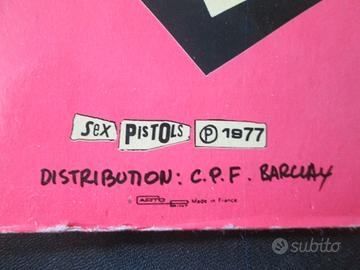 Sex PISTOLS ℗ 1977
DISTRIBUTION: C.P.F. BARCLAY
Made in France
subito